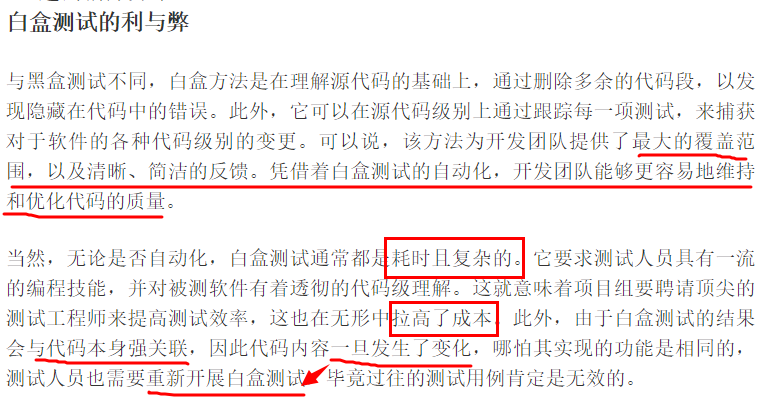 白盒测试的利与弊
与黑盒测试不同，白盒方法是在理解源代码的基础上，通过删除多余的代码段，以发
现隐藏在代码中的错误。此外，它可以在源代码级别上通过跟踪每一项测试，来捕获
对于软件的各种代码级别的变更。可以说，该方法为开发团队提供了最大的覆盖范
围，以及清晰、简洁的反馈。凭借着白盒测试的自动化，开发团队能够更容易地维持
和优化代码的质量。
当然，无论是否自动化，白盒测试通常都是耗时且复杂的。它要求测试人员具有一流
的编程技能，并对被测软件有着透彻的代码级理解。这就意味着项目组要聘请顶尖的
测试工程师来提高测试效率，这也在无形中拉高了成本。此外，由于白盒测试的结果
会与代码本身强关联，因此代码内容一旦发生了变化，哪怕其实现的功能是相同的，
测试人员也需要重新开展白盒测试，毕竟过往的测试用例肯定是无效的。